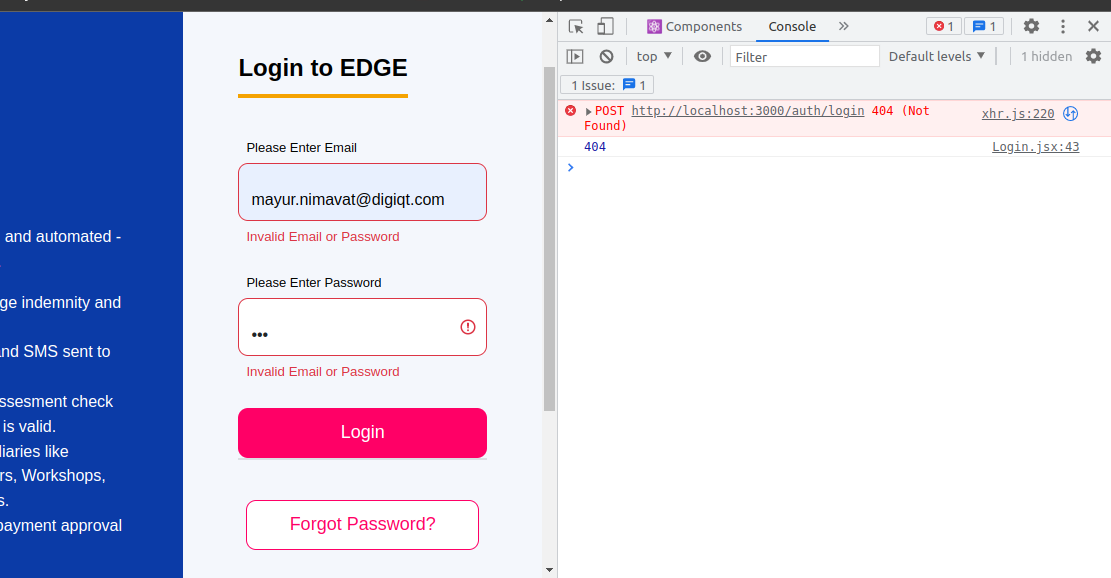 Login to EDGE
Please Enter Email
mayur.nimavat@digiqt.com
Invalid Email or Password
Please Enter Password
•••
Invalid Email or Password
Login
Forgot Password?
and automated -
ge indemnity and
and SMS sent to
ssesment check
is valid.
diaries like
rs, Workshops,
s.
payment approval
Components
Console
1
1
top
Filter
Default levels
1 hidden
1 Issue: 1
POST http://localhost:3000/auth/login 404 (Not
Found)
xhr.js:220
404
Login.jsx:43